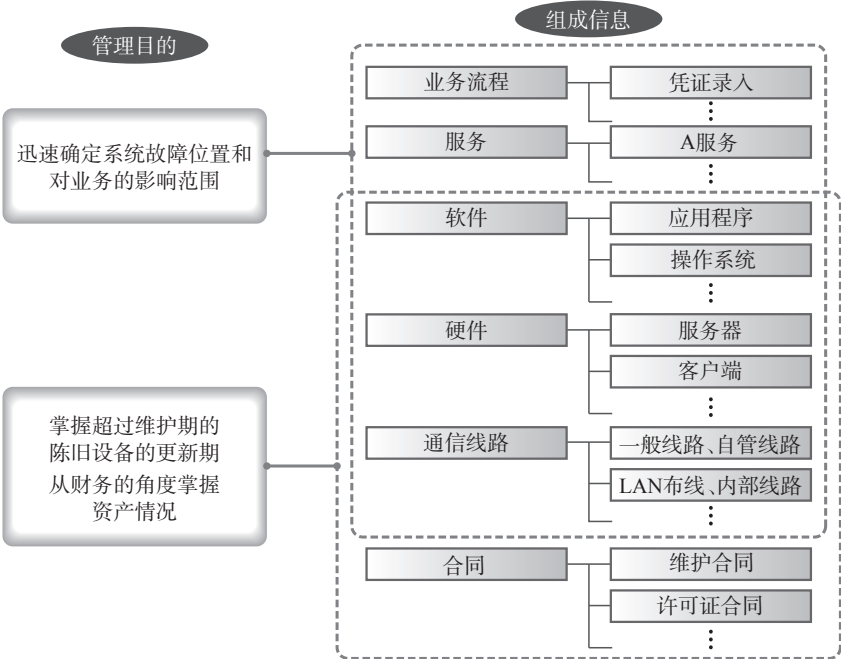 管理目的
组成信息
业务流程
凭证录入
服务
A服务
迅速确定系统故障位置和
对业务的影响范围
软件
应用程序
操作系统
硬件
服务器
客户端
掌握超过维护期的
陈旧设备的更新期
从财务的角度掌握
资产情况
通信线路
一般线路、自管线路
LAN布线、内部线路
合同
维护合同
许可证合同